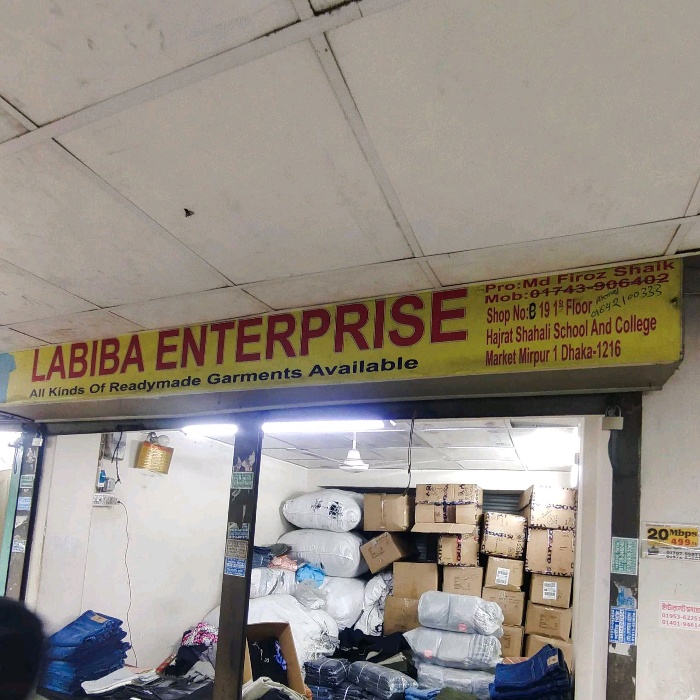 LABIBA ENTERPRISE
All Kinds Of Readymade Garments Available
Pro: Md Firoz Shaik
Mob: 01743-906402
Shop No: B 19 1st Floor
Hajrat Shahali School And College
Market Mirpur 1 Dhaka-1216
20 Mbps
499